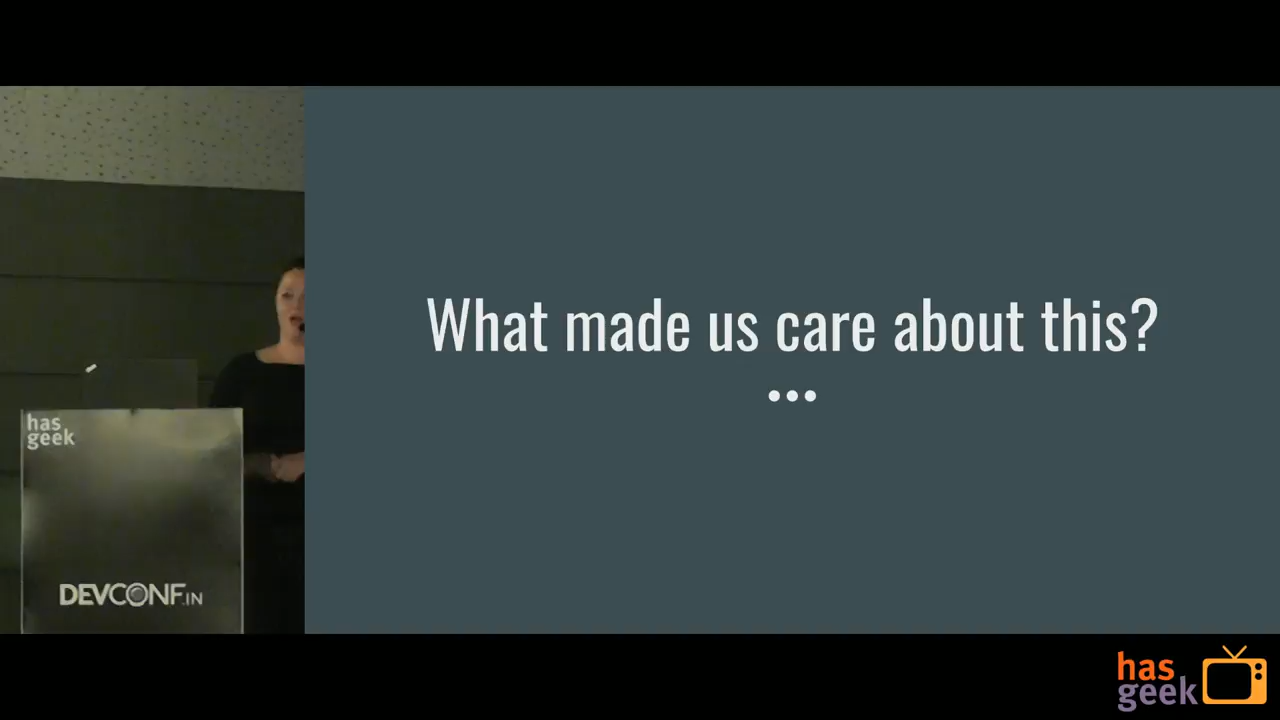 What made us care about this?
has
geek
DEVCONF.IN
has
geek